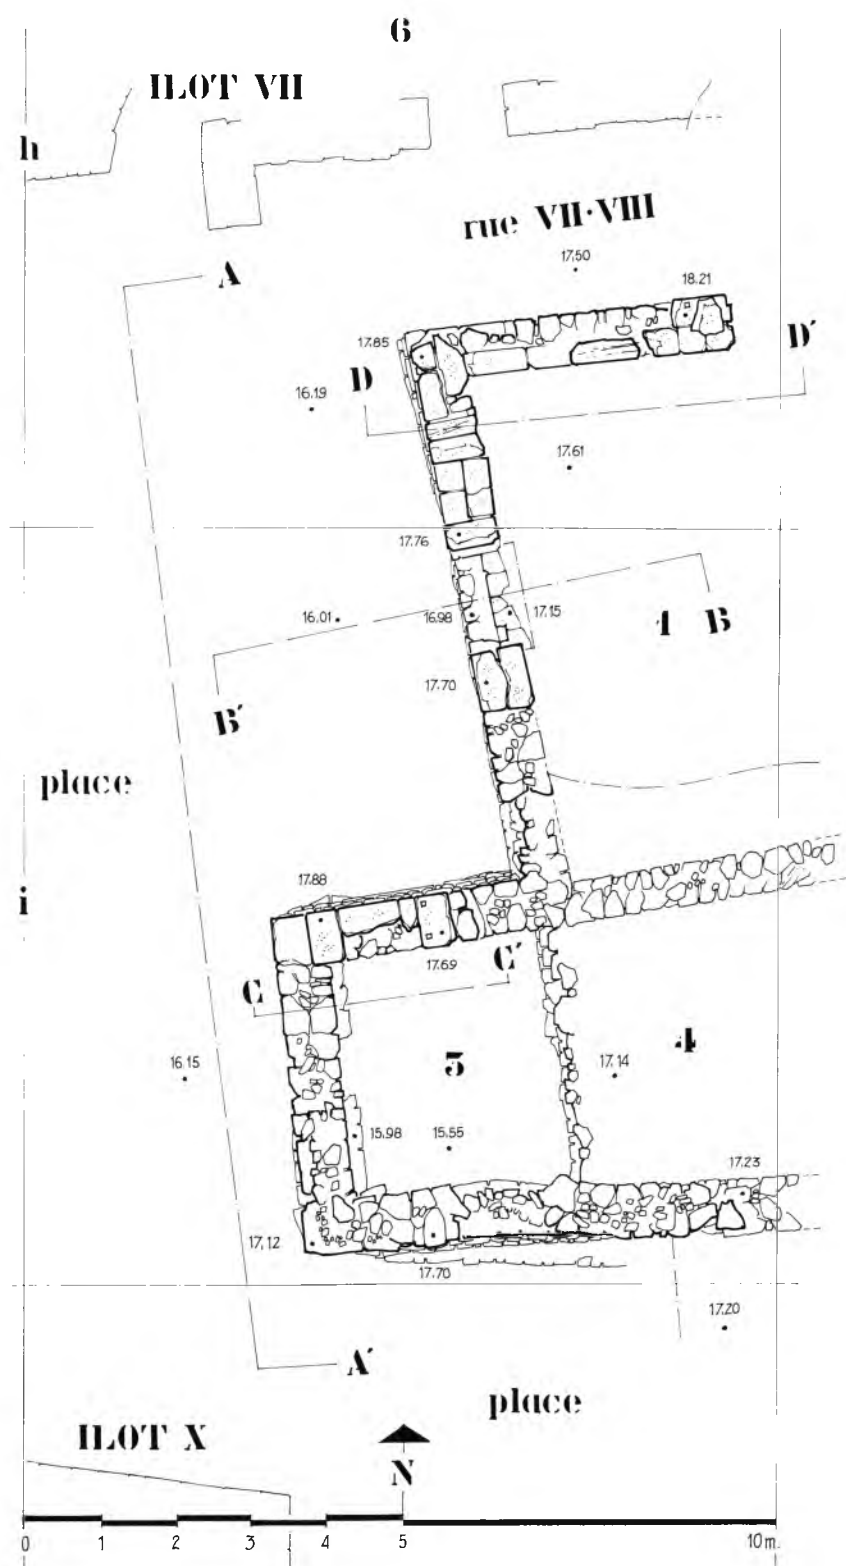 6
ILOT VII
h
rue VII·VIII
17.50
A
18.21
17.85
D´
D
16.19
17.61
17.76
16.01
16.98
17.15
1
B
17.70
B´
place
17.88
i
17.69
C´
C
3
4
16.15
17.14
15.98
15.55
17.23
17.12
17.70
17.20
A´
place
ILOT X
N
0 1 2 3 4 5 10m.